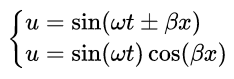 u = sin(ωt ± βx)
u = sin(ωt) cos(βx)